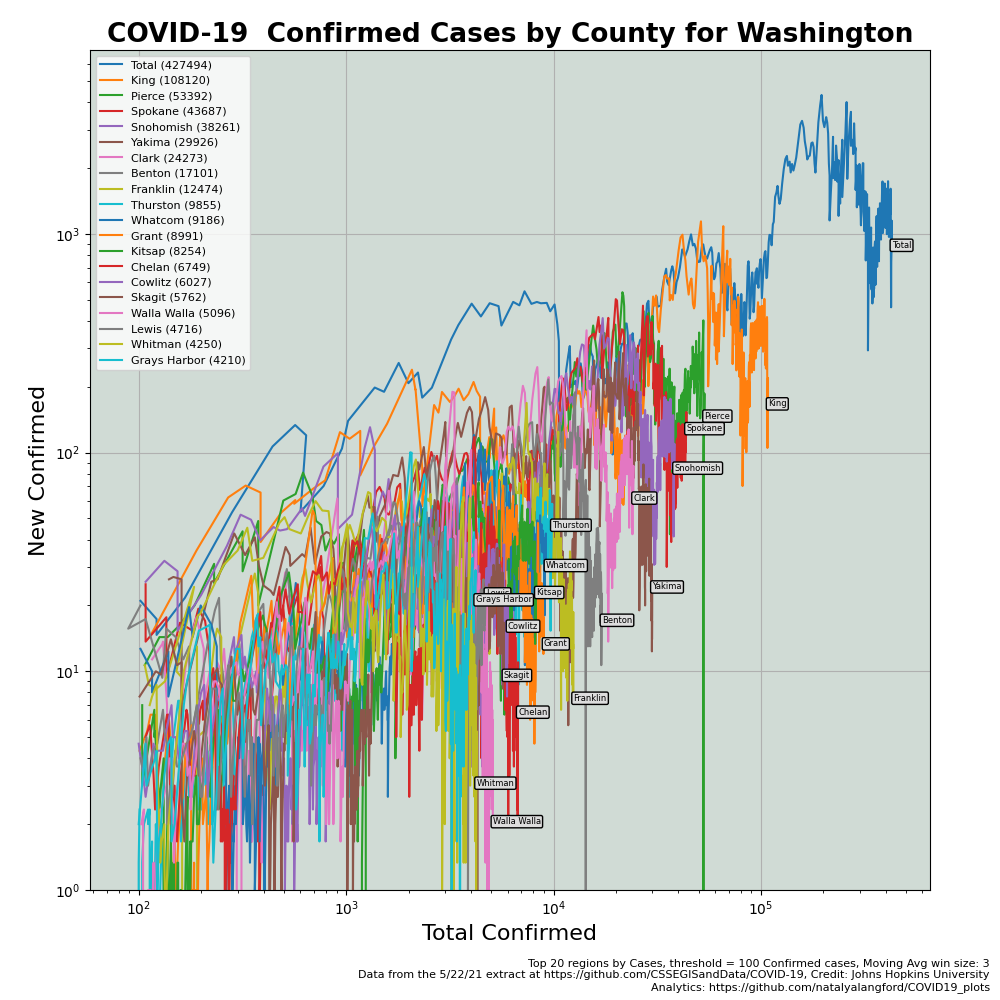 COVID-19  Confirmed Cases by County for Washington
Total (427494)
King (108120)
Pierce (53392)
Spokane (43687)
Snohomish (38261)
Yakima (29926)
Clark (24273)
Benton (17101)
Franklin (12474)
Thurston (9855)
Whatcom (9186)
Grant (8991)
Kitsap (8254)
Chelan (6749)
Cowlitz (6027)
Skagit (5762)
Walla Walla (5096)
Lewis (4716)
Whitman (4250)
Grays Harbor (4210)
New Confirmed
10³
10²
10¹
10⁰
Total
King
Pierce
Spokane
Snohomish
Clark
Thurston
Whatcom
Yakima
Lewis
Kitsap
Grays Harbor
Benton
Cowlitz
Grant
Skagit
Franklin
Chelan
Whitman
Walla Walla
10²
10³
10⁴
10⁵
Total Confirmed
Top 20 regions by Cases, threshold = 100 Confirmed cases, Moving Avg win size: 3
Data from the 5/22/21 extract at https://github.com/CSSEGISandData/COVID-19, Credit: Johns Hopkins University
Analytics: https://github.com/natalyalangford/COVID19_plots